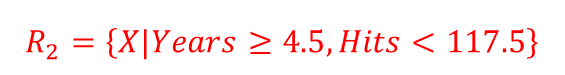 R₂ = {X|Years ≥ 4.5, Hits < 117.5}